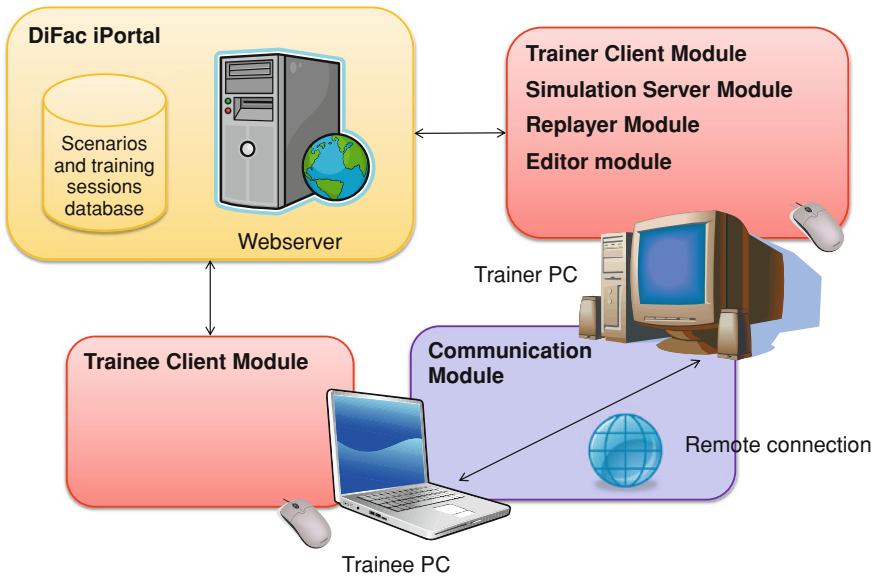 DiFac iPortal
Scenarios
and training
sessions
database
Webserver
Trainer Client Module
Simulation Server Module
Replayer Module
Editor module
Trainer PC
Trainee Client Module
Communication
Module
Remote connection
Trainee PC